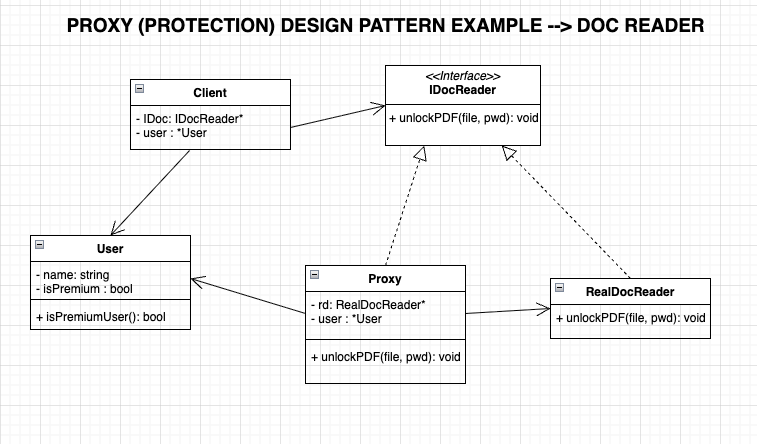 PROXY (PROTECTION) DESIGN PATTERN EXAMPLE --> DOC READER
Client
- IDoc: IDocReader*
- user : *User
<<Interface>>
IDocReader
+ unlockPDF(file, pwd): void
User
- name: string
- isPremium : bool
+ isPremiumUser(): bool
Proxy
- rd: RealDocReader*
- user : *User
+ unlockPDF(file, pwd): void
RealDocReader
+ unlockPDF(file, pwd): void